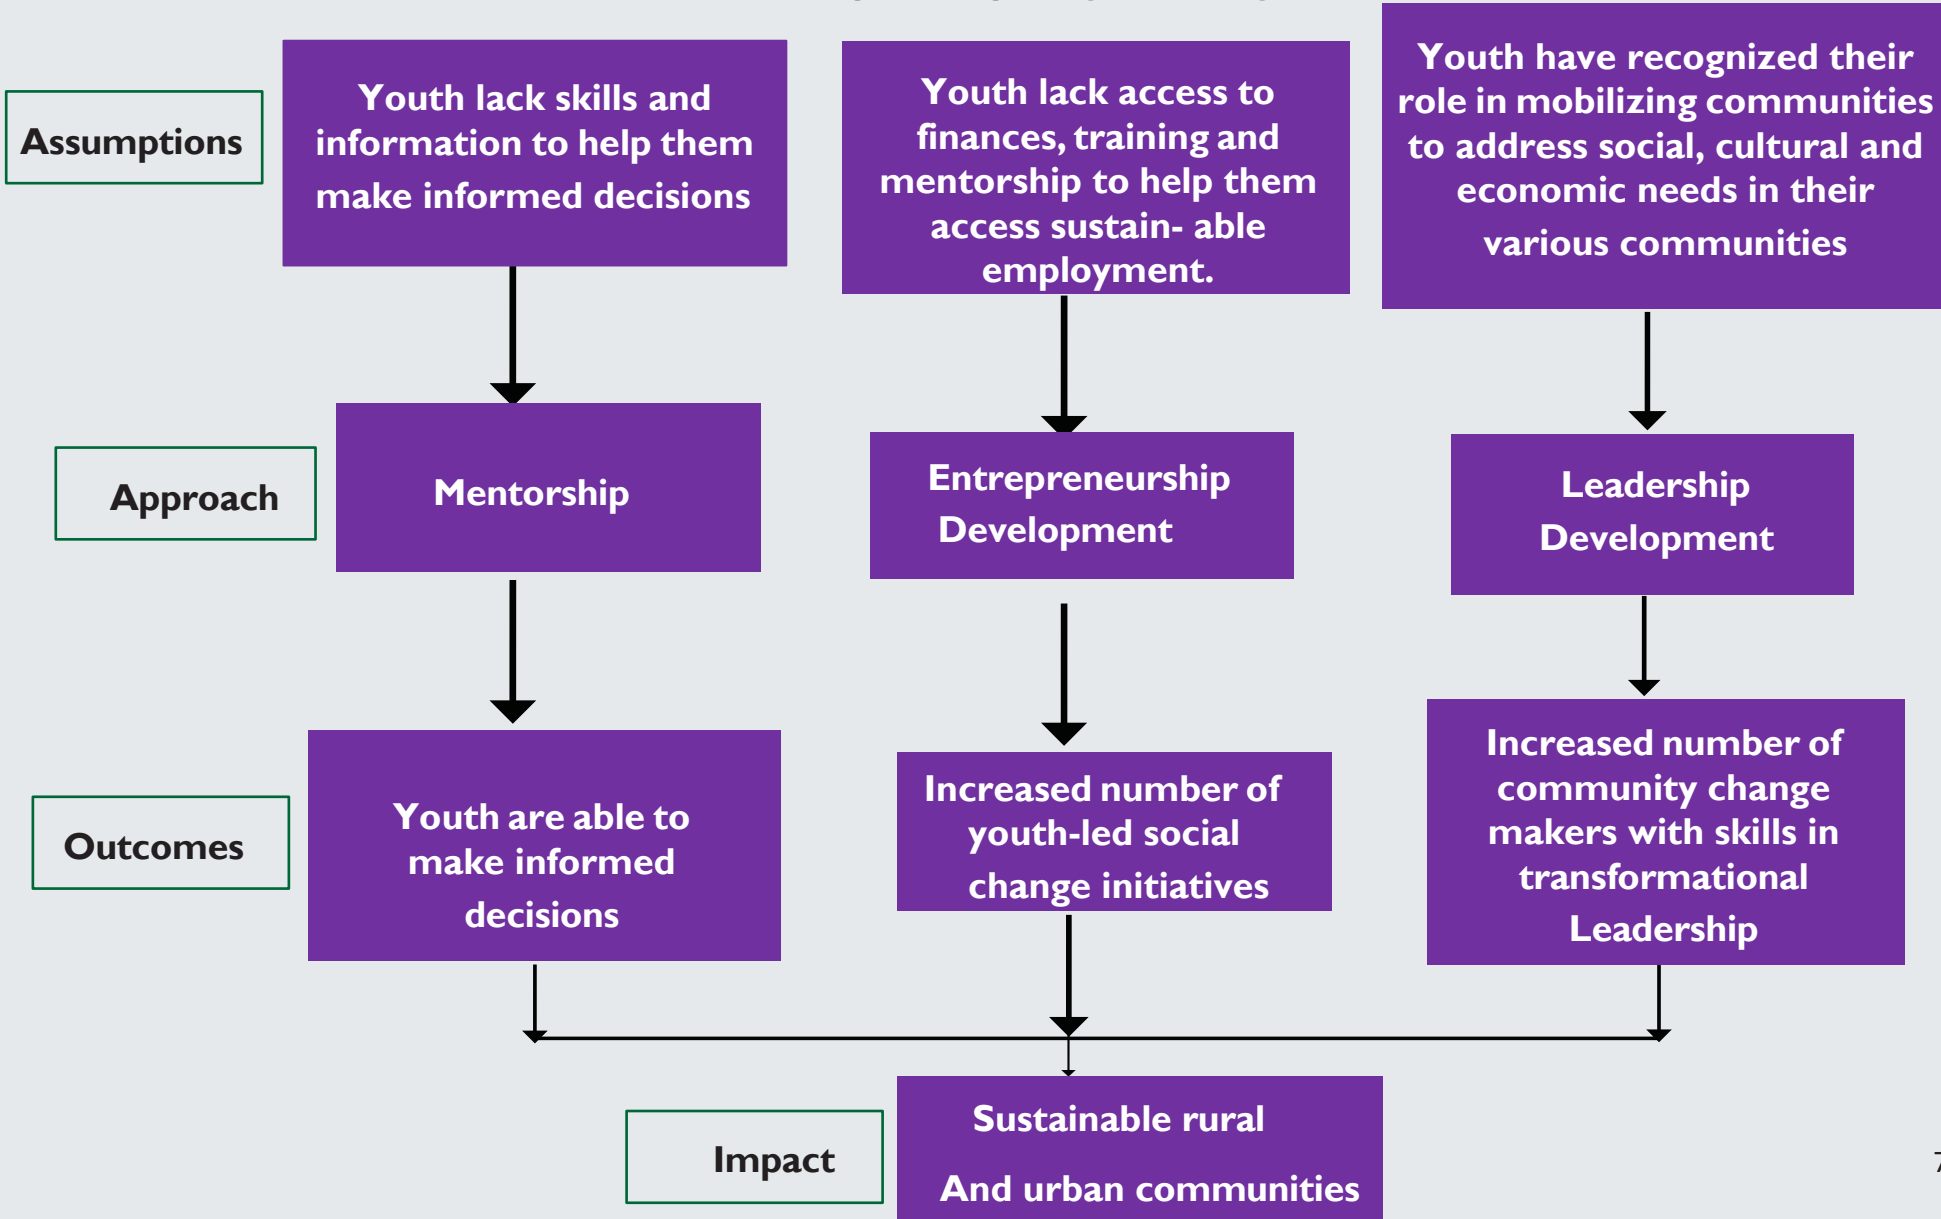 Assumptions
Youth lack skills and
information to help them
make informed decisions
Youth lack access to
finances, training and
mentorship to help them
access sustain- able
employment.
Youth have recognized their
role in mobilizing communities
to address social, cultural and
economic needs in their
various communities
Approach
Mentorship
Entrepreneurship
Development
Leadership
Development
Outcomes
Youth are able to
make informed
decisions
Increased number of
youth-led social
change initiatives
Increased number of
community change
makers with skills in
transformational
Leadership
Impact
Sustainable rural
And urban communities
7